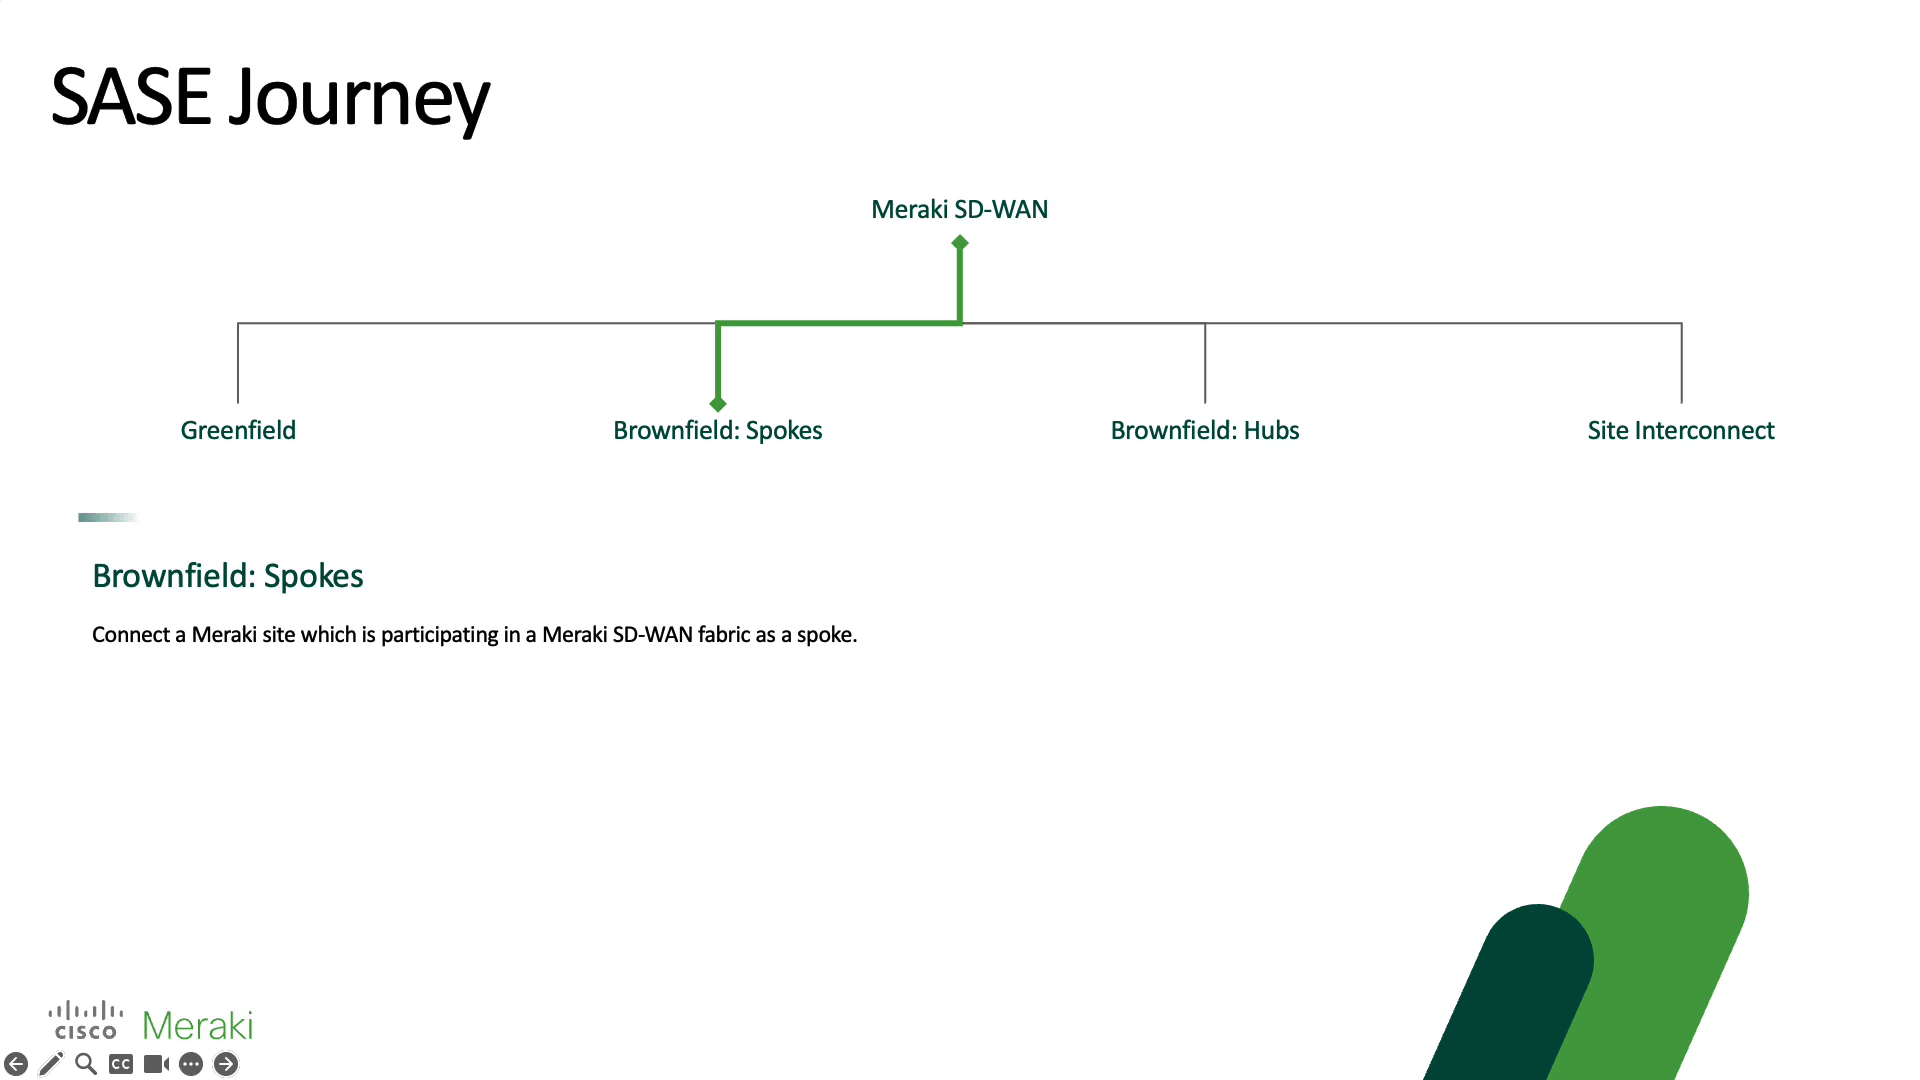 SASE Journey
Meraki SD-WAN
Greenfield
Brownfield: Spokes
Brownfield: Hubs
Site Interconnect
Brownfield: Spokes
Connect a Meraki site which is participating in a Meraki SD-WAN fabric as a spoke.
CISCO Meraki
CC